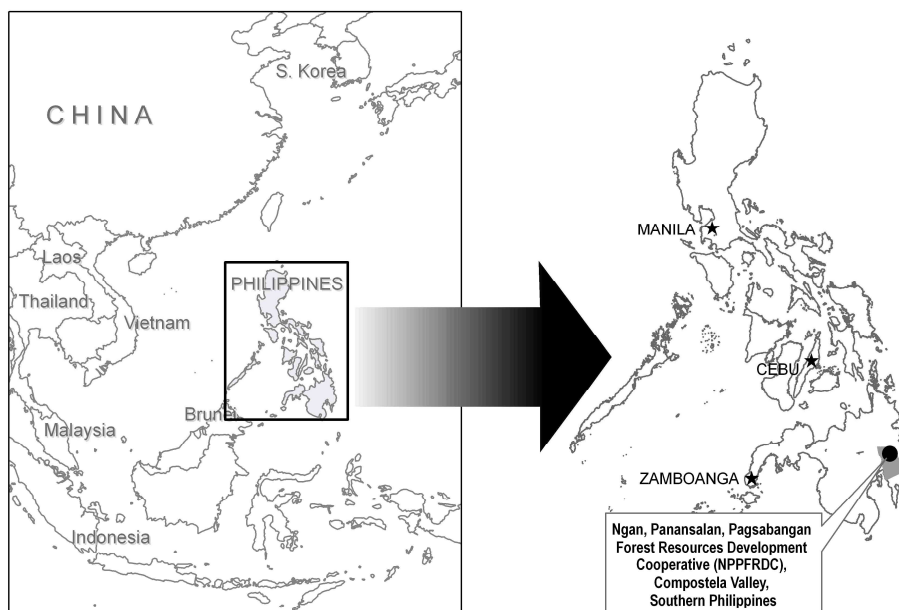 S. Korea
CHINA
Laos
Thailand
Vietnam
PHILIPPINES
Brunei
Malaysia
Indonesia
MANILA
CEBU
ZAMBOANGA
Ngan, Panansalan, Pagsabangan
Forest Resources Development
Cooperative (NPPFRDC),
Compostela Valley,
Southern Philippines